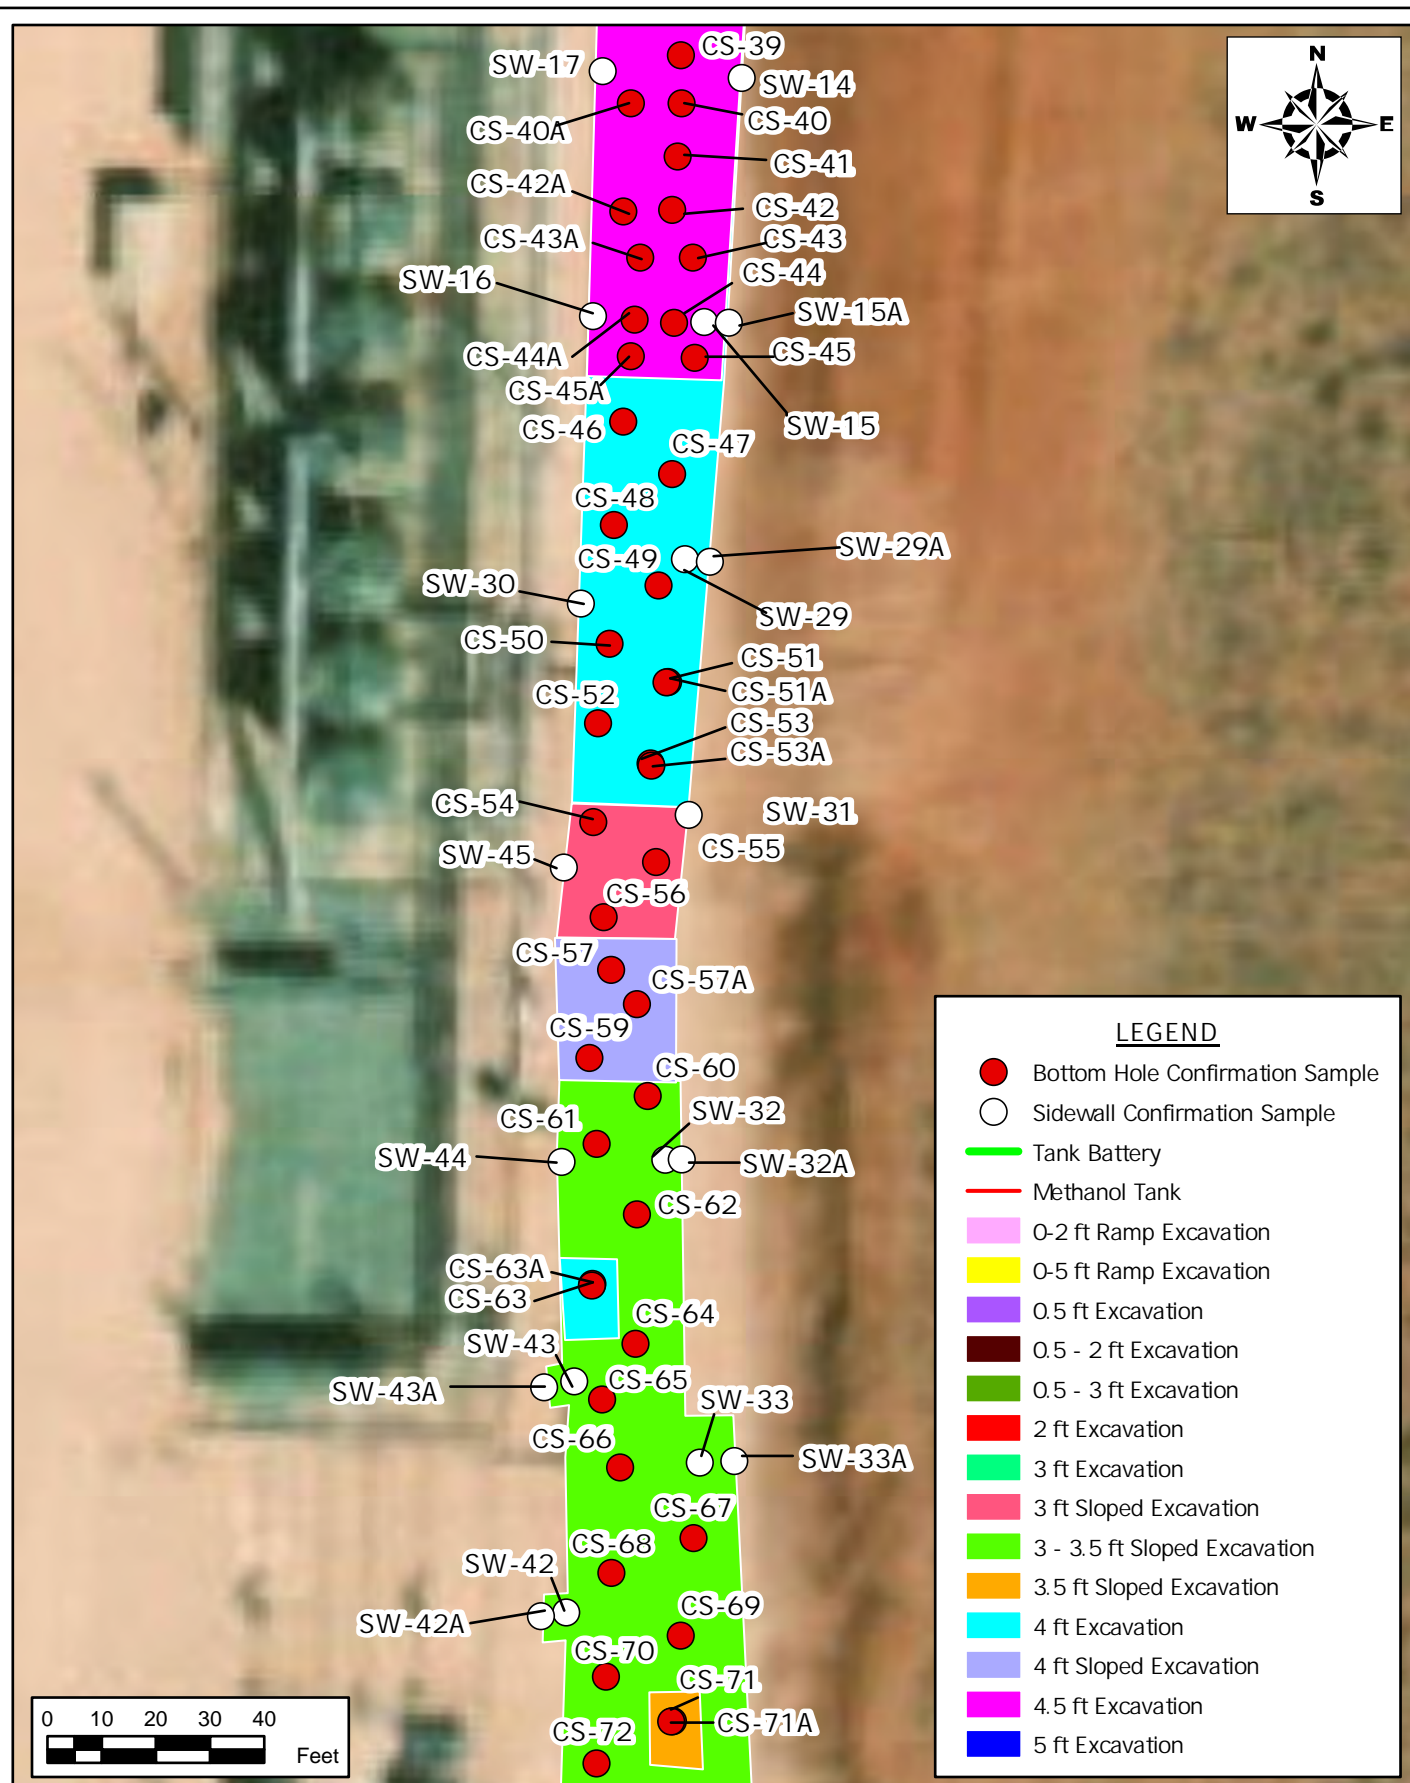 CS-39
SW-17
SW-14
CS-40A
CS-40
CS-41
CS-42A
CS-42
CS-43A
CS-43
CS-44
SW-16
SW-15A
CS-44A
CS-45
CS-45A
SW-15
CS-46
CS-47
CS-48
CS-49
SW-29A
SW-30
SW-29
CS-50
CS-51
CS-51A
CS-52
CS-53
CS-53A
CS-54
SW-31
SW-45
CS-55
CS-56
CS-57
CS-57A
CS-59
CS-60
CS-61
SW-32
SW-44
SW-32A
CS-62
CS-63A
CS-63
CS-64
SW-43
SW-43A
CS-65
SW-33
CS-66
SW-33A
CS-67
CS-68
SW-42
SW-42A
CS-69
CS-70
CS-71
CS-71A
CS-72
N
W E
S
LEGEND
Bottom Hole Confirmation Sample
Sidewall Confirmation Sample
Tank Battery
Methanol Tank
0-2 ft Ramp Excavation
0-5 ft Ramp Excavation
0.5 ft Excavation
0.5 - 2 ft Excavation
0.5 - 3 ft Excavation
2 ft Excavation
3 ft Excavation
3 ft Sloped Excavation
3 - 3.5 ft Sloped Excavation
3.5 ft Sloped Excavation
4 ft Excavation
4 ft Sloped Excavation
4.5 ft Excavation
5 ft Excavation
0 10 20 30 40
Feet